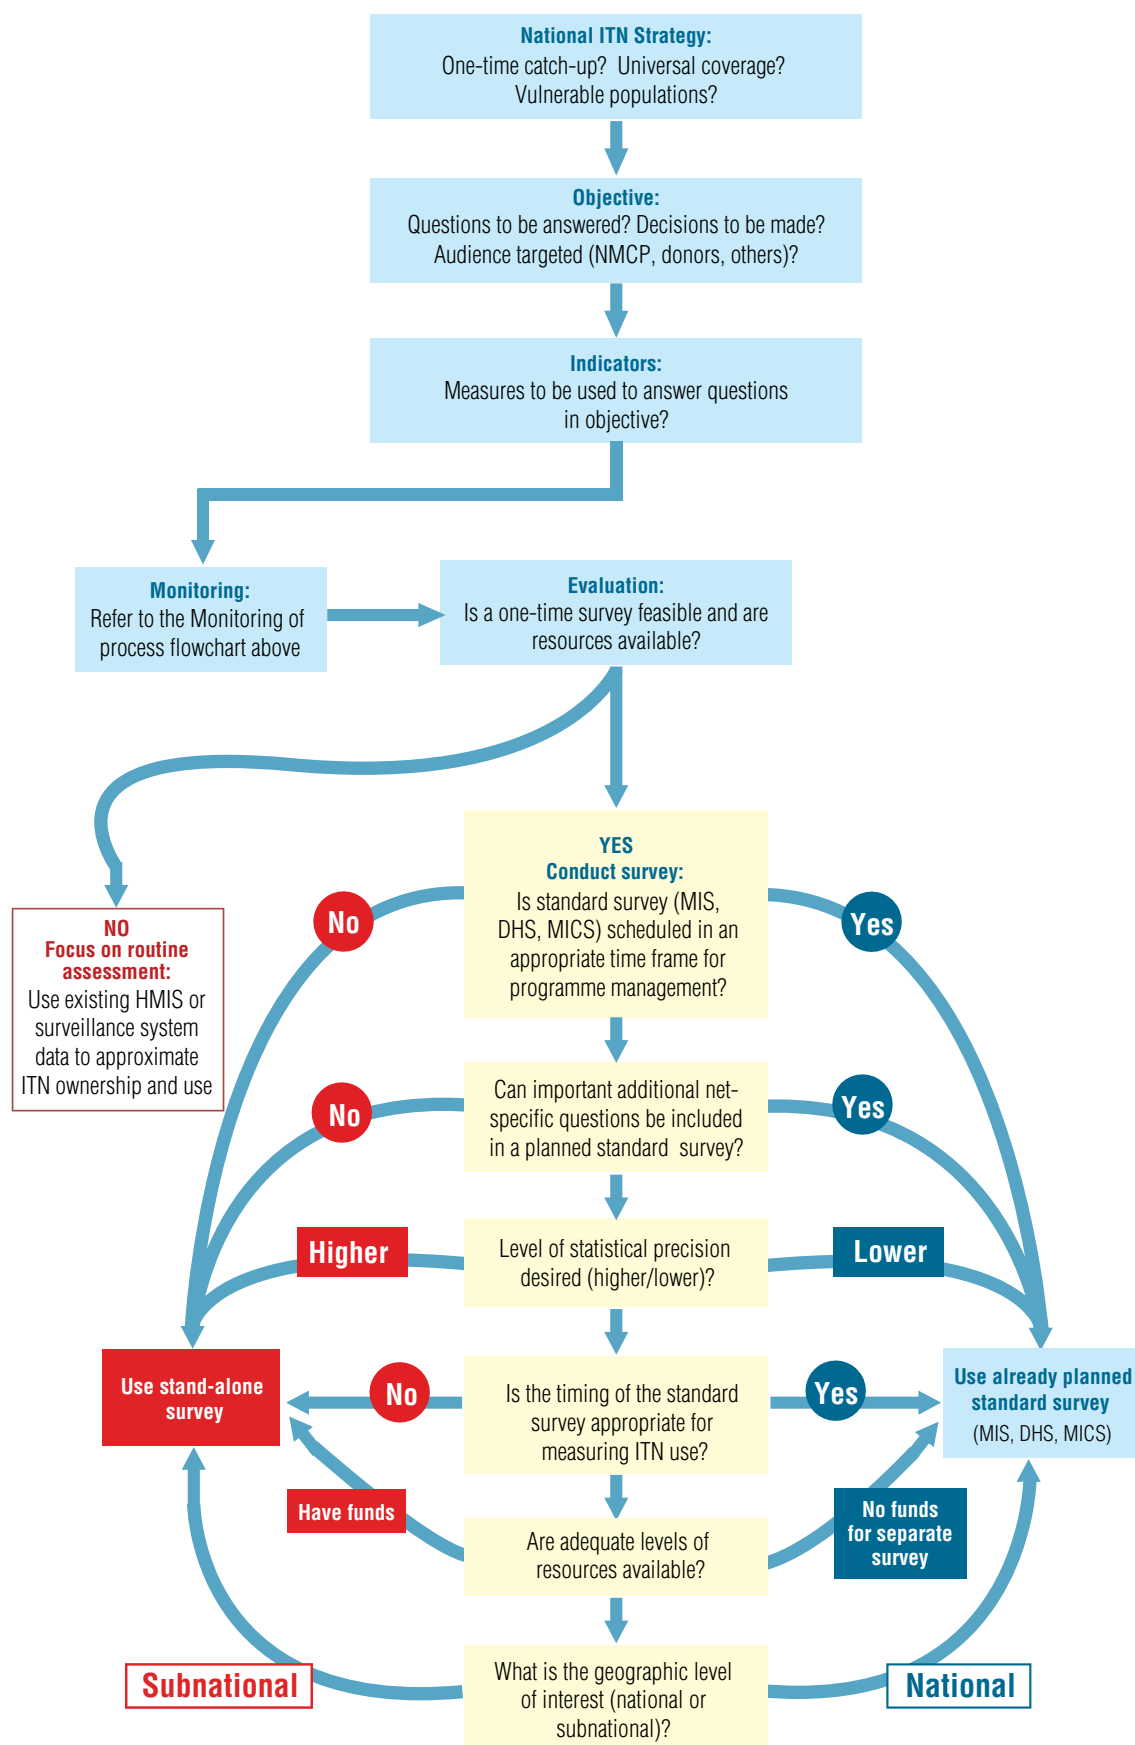 National ITN Strategy:
One-time catch-up? Universal coverage?
Vulnerable populations?
Objective:
Questions to be answered? Decisions to be made?
Audience targeted (NMCP, donors, others)?
Indicators:
Measures to be used to answer questions
in objective?
Monitoring:
Refer to the Monitoring of
process flowchart above
Evaluation:
Is a one-time survey feasible and are
resources available?
NO
Focus on routine
assessment:
Use existing HMIS or
surveillance system
data to approximate
ITN ownership and use
YES
Conduct survey:
Is standard survey (MIS,
DHS, MICS) scheduled in an
appropriate time frame for
programme management?
No
Yes
Can important additional net-
specific questions be included
in a planned standard survey?
No
Yes
Level of statistical precision
desired (higher/lower)?
Higher
Lower
Use stand-alone
survey
No
Is the timing of the standard
survey appropriate for
measuring ITN use?
Yes
Use already planned
standard survey
(MIS, DHS, MICS)
Have funds
Are adequate levels of
resources available?
No funds
for separate
survey
Subnational
What is the geographic level
of interest (national or
subnational)?
National